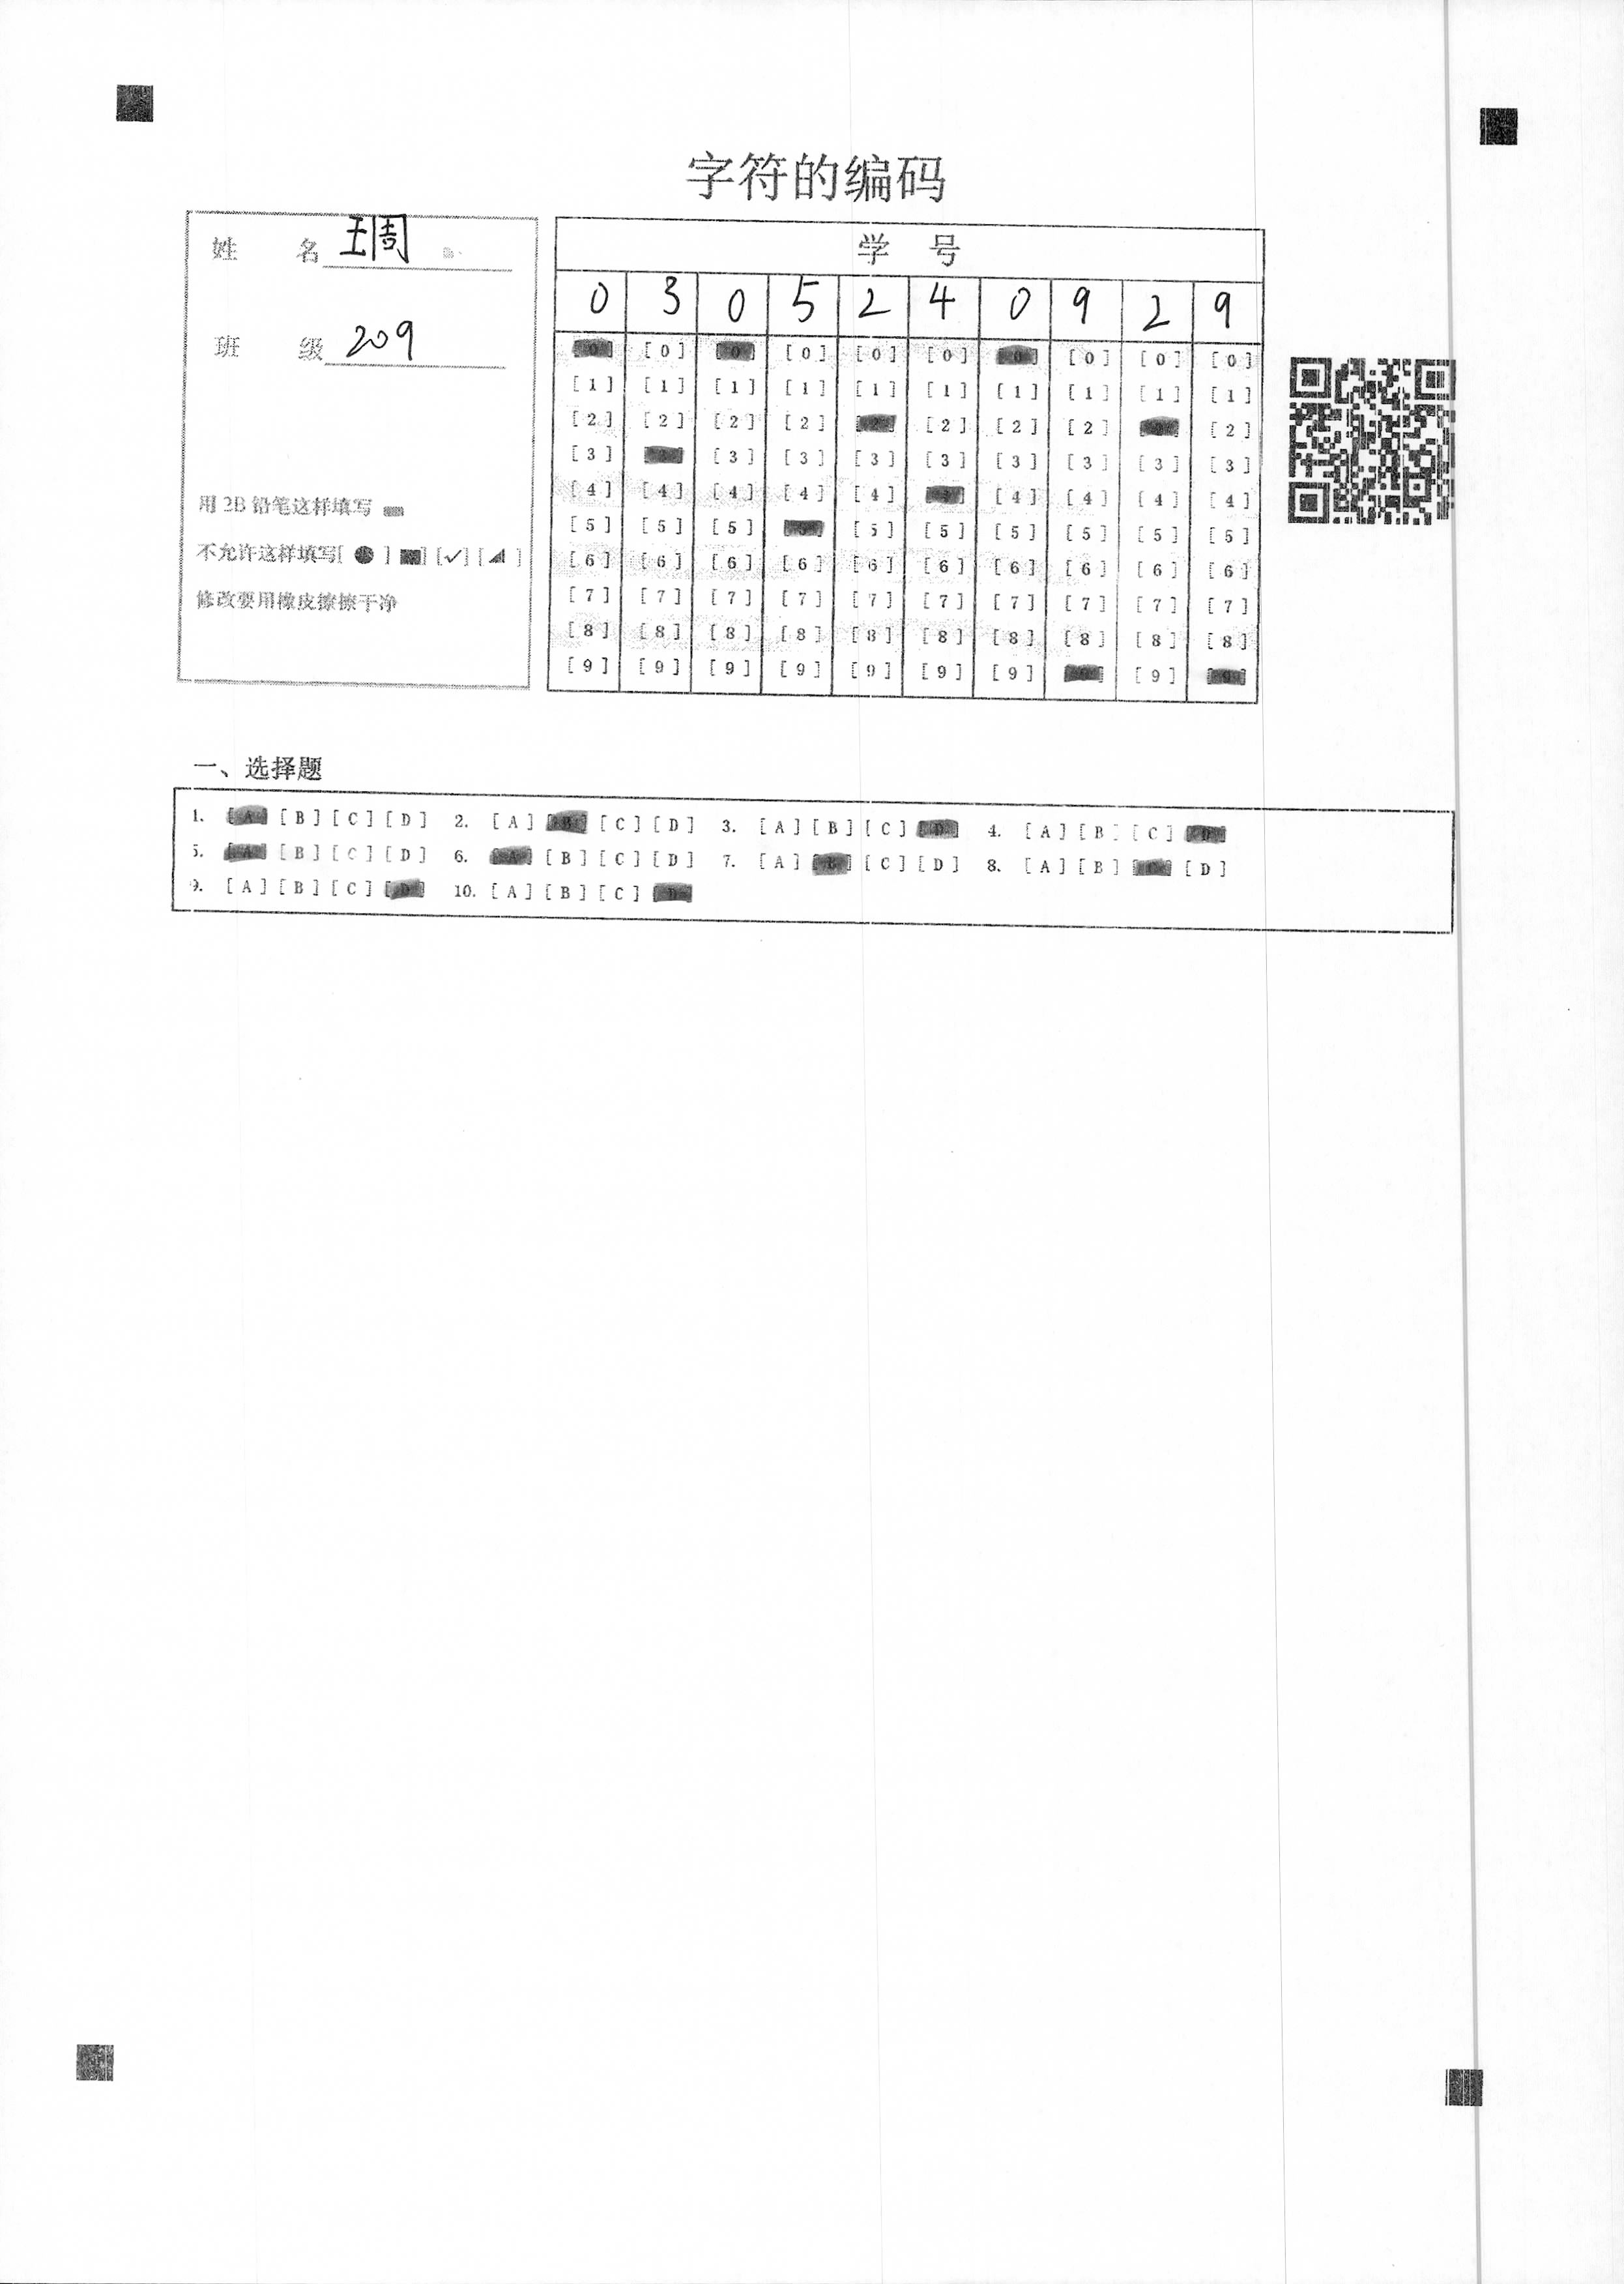 字符的编码
姓 名 王周
班 级 209
用 2B 铅笔这样填写
不允许这样填写[ ● ] [■] [✓] [◢ ]
修改要用橡皮擦擦干净
学 号
0 3 0 5 2 4 0 9 2 9
[0] [0] [0] [0] [0] [0] [0] [0] [0] [0]
[1] [1] [1] [1] [1] [1] [1] [1] [1] [1]
[2] [2] [2] [2] [2] [2] [2] [2] [2] [2]
[3] [3] [3] [3] [3] [3] [3] [3] [3] [3]
[4] [4] [4] [4] [4] [4] [4] [4] [4] [4]
[5] [5] [5] [5] [5] [5] [5] [5] [5] [5]
[6] [6] [6] [6] [6] [6] [6] [6] [6] [6]
[7] [7] [7] [7] [7] [7] [7] [7] [7] [7]
[8] [8] [8] [8] [8] [8] [8] [8] [8] [8]
[9] [9] [9] [9] [9] [9] [9] [9] [9] [9]
一、选择题
1. [A] [B] [C] [D] 2. [A] [B] [C] [D] 3. [A] [B] [C] [D] 4. [A] [B] [C] [D]
5. [A] [B] [C] [D] 6. [A] [B] [C] [D] 7. [A] [B] [C] [D] 8. [A] [B] [C] [D]
9. [A] [B] [C] [D] 10. [A] [B] [C] [D]